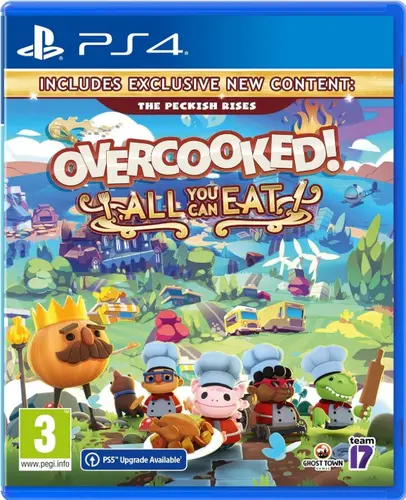 PS4
INCLUDES EXCLUSIVE NEW CONTENT:
THE PECKISH RISES
OVERCOOKED!
ALL YOU CAN EAT
3
www.pegi.info
PS5™ Upgrade Available*
GHOST TOWN
GAMES
team
17